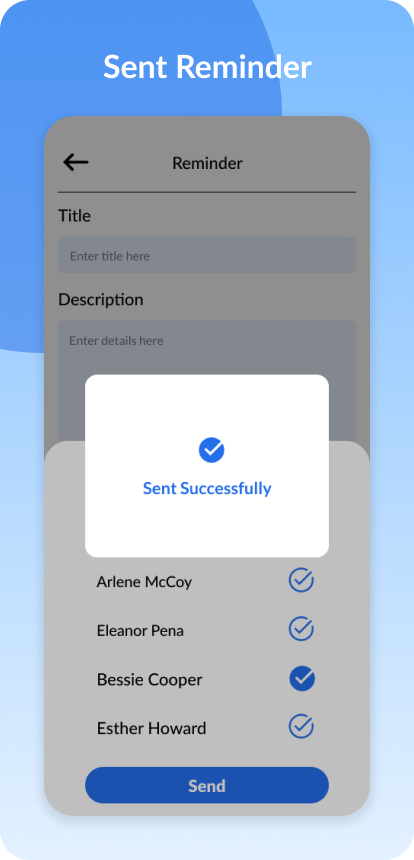 Sent Reminder
Reminder
Title
Enter title here
Description
Enter details here
Sent Successfully
Arlene McCoy
Eleanor Pena
Bessie Cooper
Esther Howard
Send